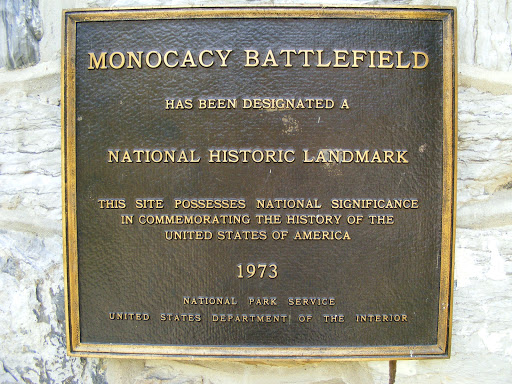 MONOCACY BATTLEFIELD
HAS BEEN DESIGNATED A
NATIONAL HISTORIC LANDMARK
THIS SITE POSSESSES NATIONAL SIGNIFICANCE
IN COMMEMORATING THE HISTORY OF THE
UNITED STATES OF AMERICA
1973
NATIONAL PARK SERVICE
UNITED STATES DEPARTMENT OF THE INTERIOR